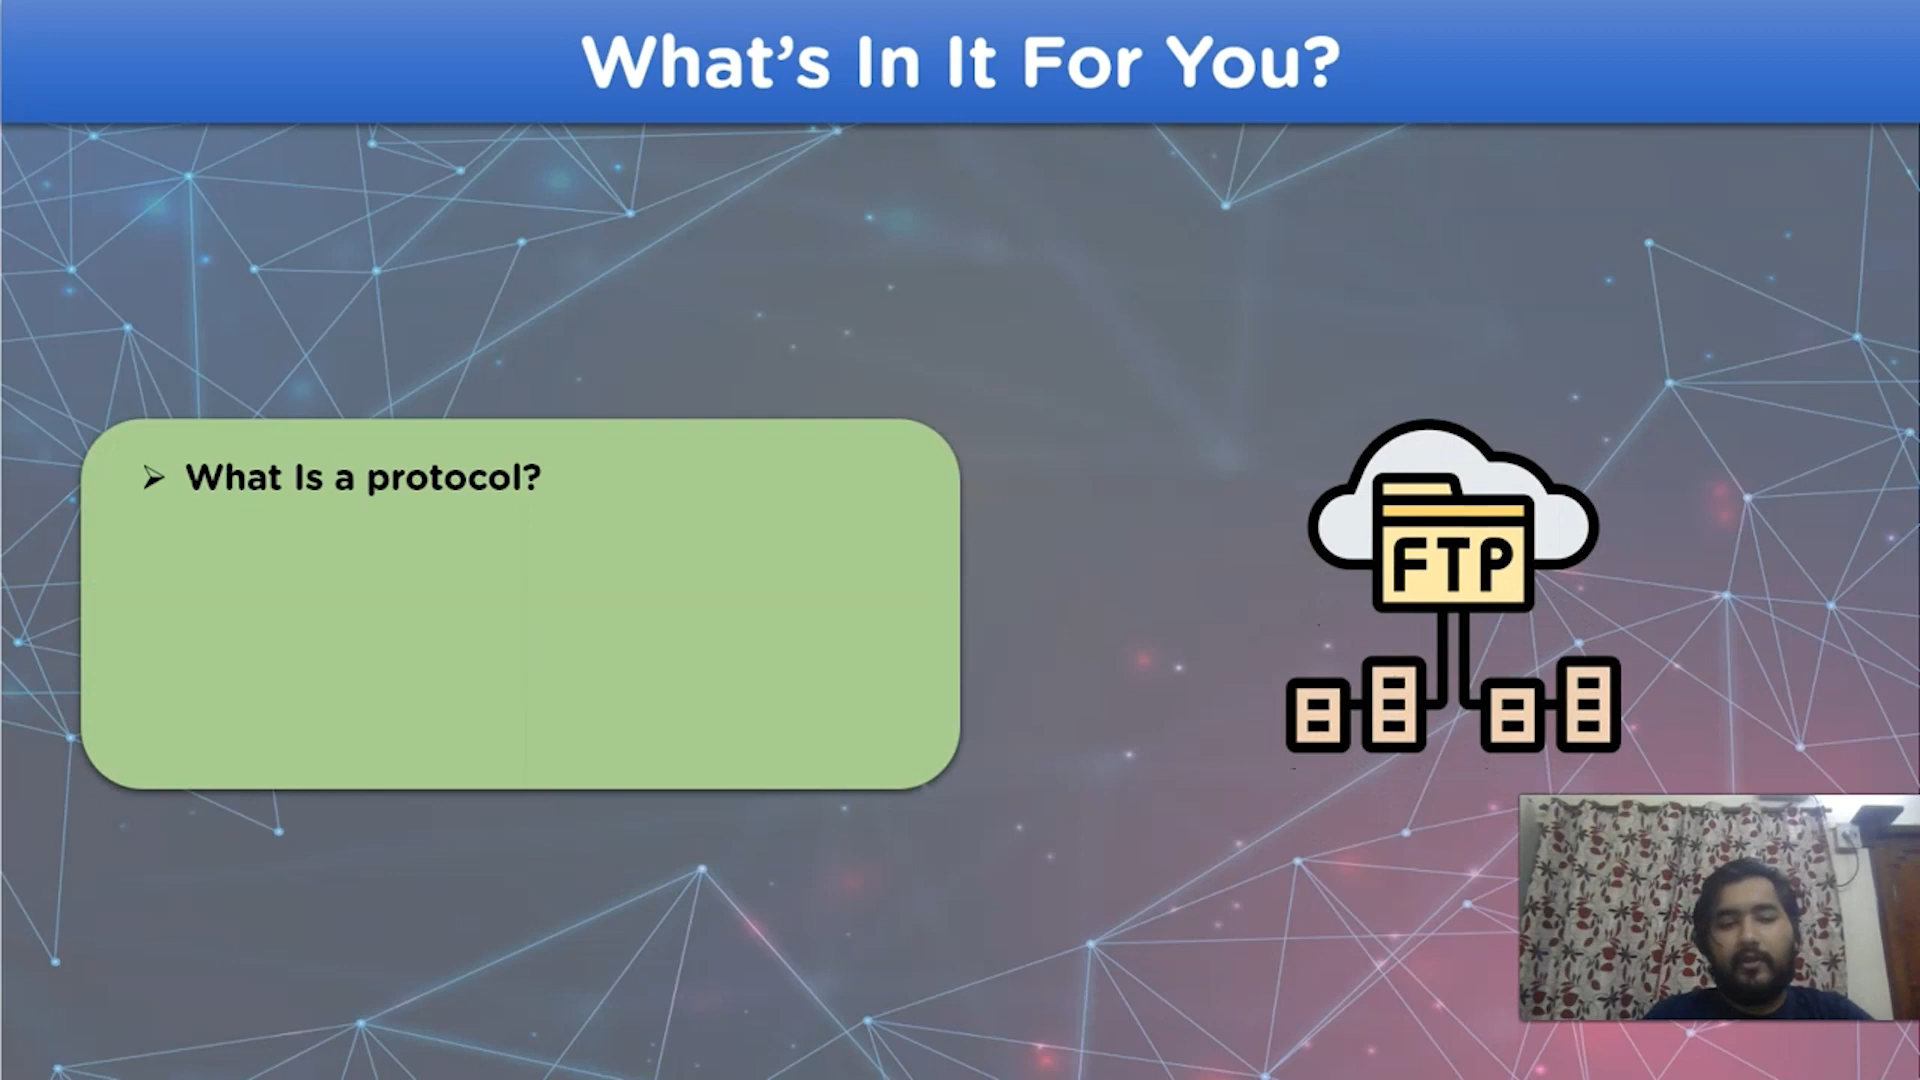 What’s In It For You?
➢ What Is a protocol?
FTP